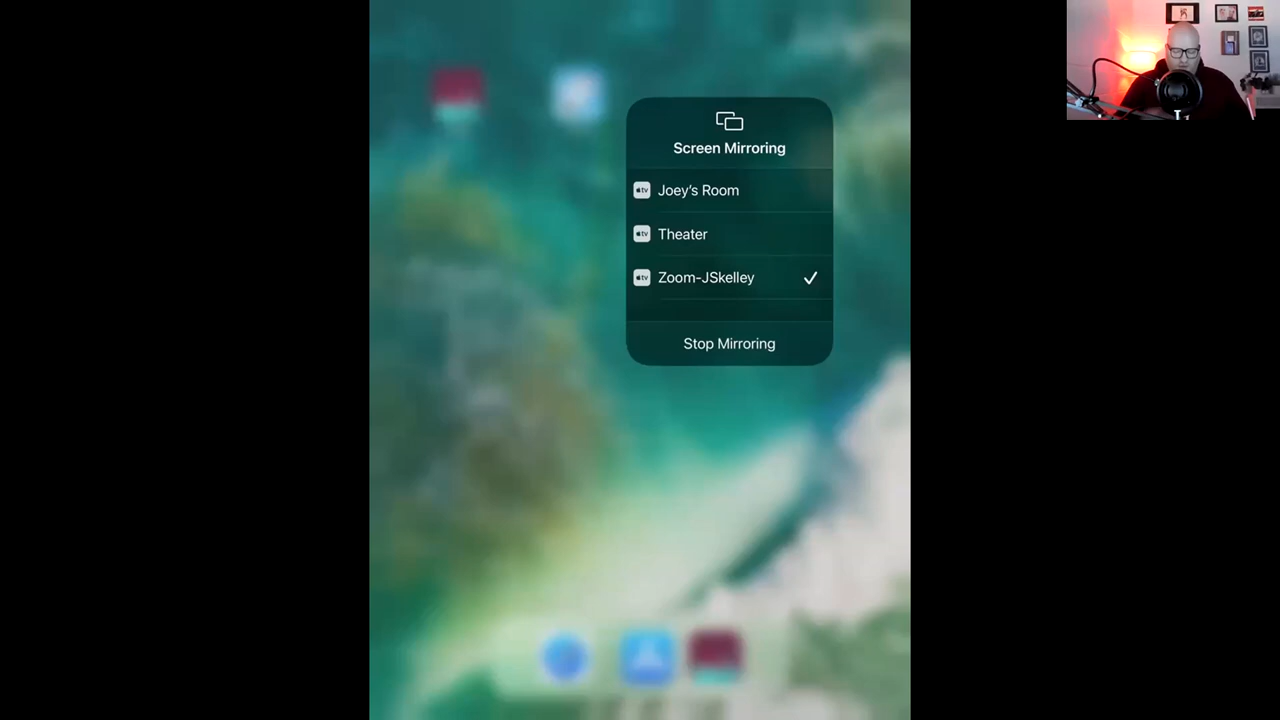 Screen Mirroring
Joey’s Room
Theater
Zoom-JSkelley
Stop Mirroring